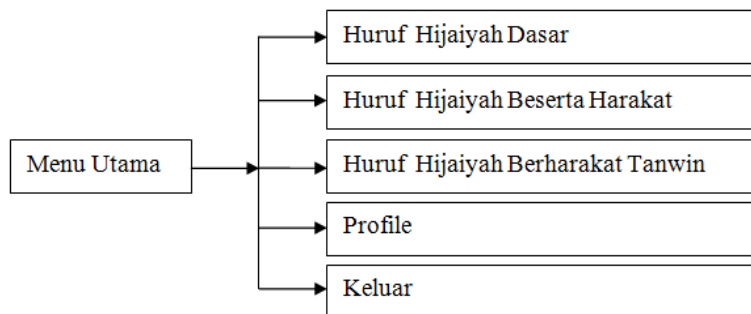 Huruf Hijaiyah Dasar
Huruf Hijaiyah Beserta Harakat
Menu Utama
Huruf Hijaiyah Berharakat Tanwin
Profile
Keluar